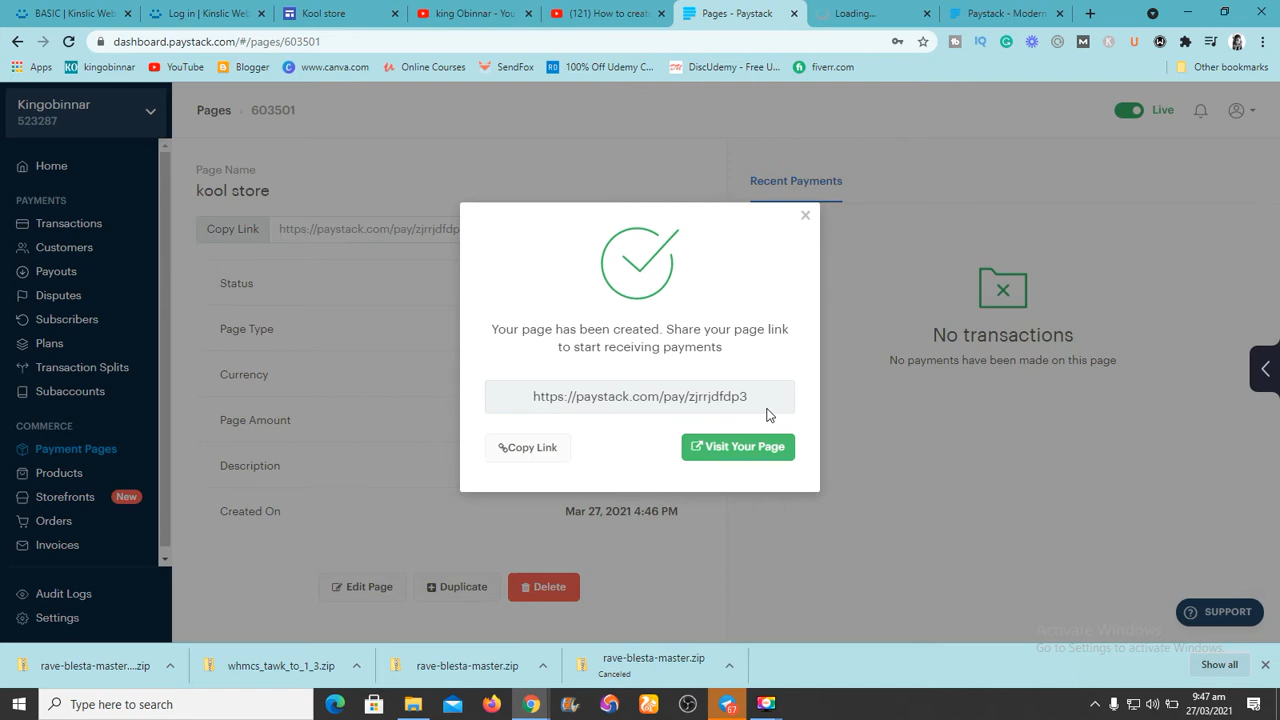 BASIC | Kinslic Web
Log in | Kinslic Web
Kool store
king Obinnar - You
(121) How to create
Pages - Paystack
Loading...
Paystack - Modern
dashboard.paystack.com/#/pages/603501
Apps
kingobinnar
YouTube
Blogger
www.canva.com
Online Courses
SendFox
100% Off Udemy C...
DiscUdemy - Free U...
fiverr.com
Other bookmarks
Kingobinnar
523287
Home
PAYMENTS
Transactions
Customers
Payouts
Disputes
Subscribers
Plans
Transaction Splits
Subaccounts
COMMERCE
Payment Pages
Products
Storefronts New
Orders
Invoices
Audit Logs
Settings
Pages › 603501
Live
Page Name
kool store
Copy Link https://paystack.com/pay/zjrrjdfdp
Status
Page Type
Currency
Page Amount
Description
Created On Mar 27, 2021 4:46 PM
Edit Page
Duplicate
Delete
Recent Payments
No transactions
No payments have been made on this page
×
Your page has been created. Share your page link
to start receiving payments
https://paystack.com/pay/zjrrjdfdp3
Copy Link
Visit Your Page
SUPPORT
Activate Windows
Go to Settings to activate Windows.
rave-blesta-master....zip
whmcs_tawk_to_1_3.zip
rave-blesta-master.zip
rave-blesta-master.zip
Canceled
Show all
Type here to search
67
9:47 am
27/03/2021